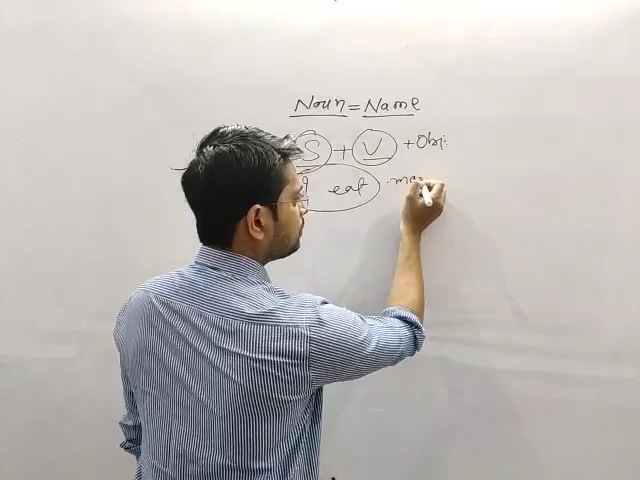 Noun = Name
S + V + Obj:
I eat